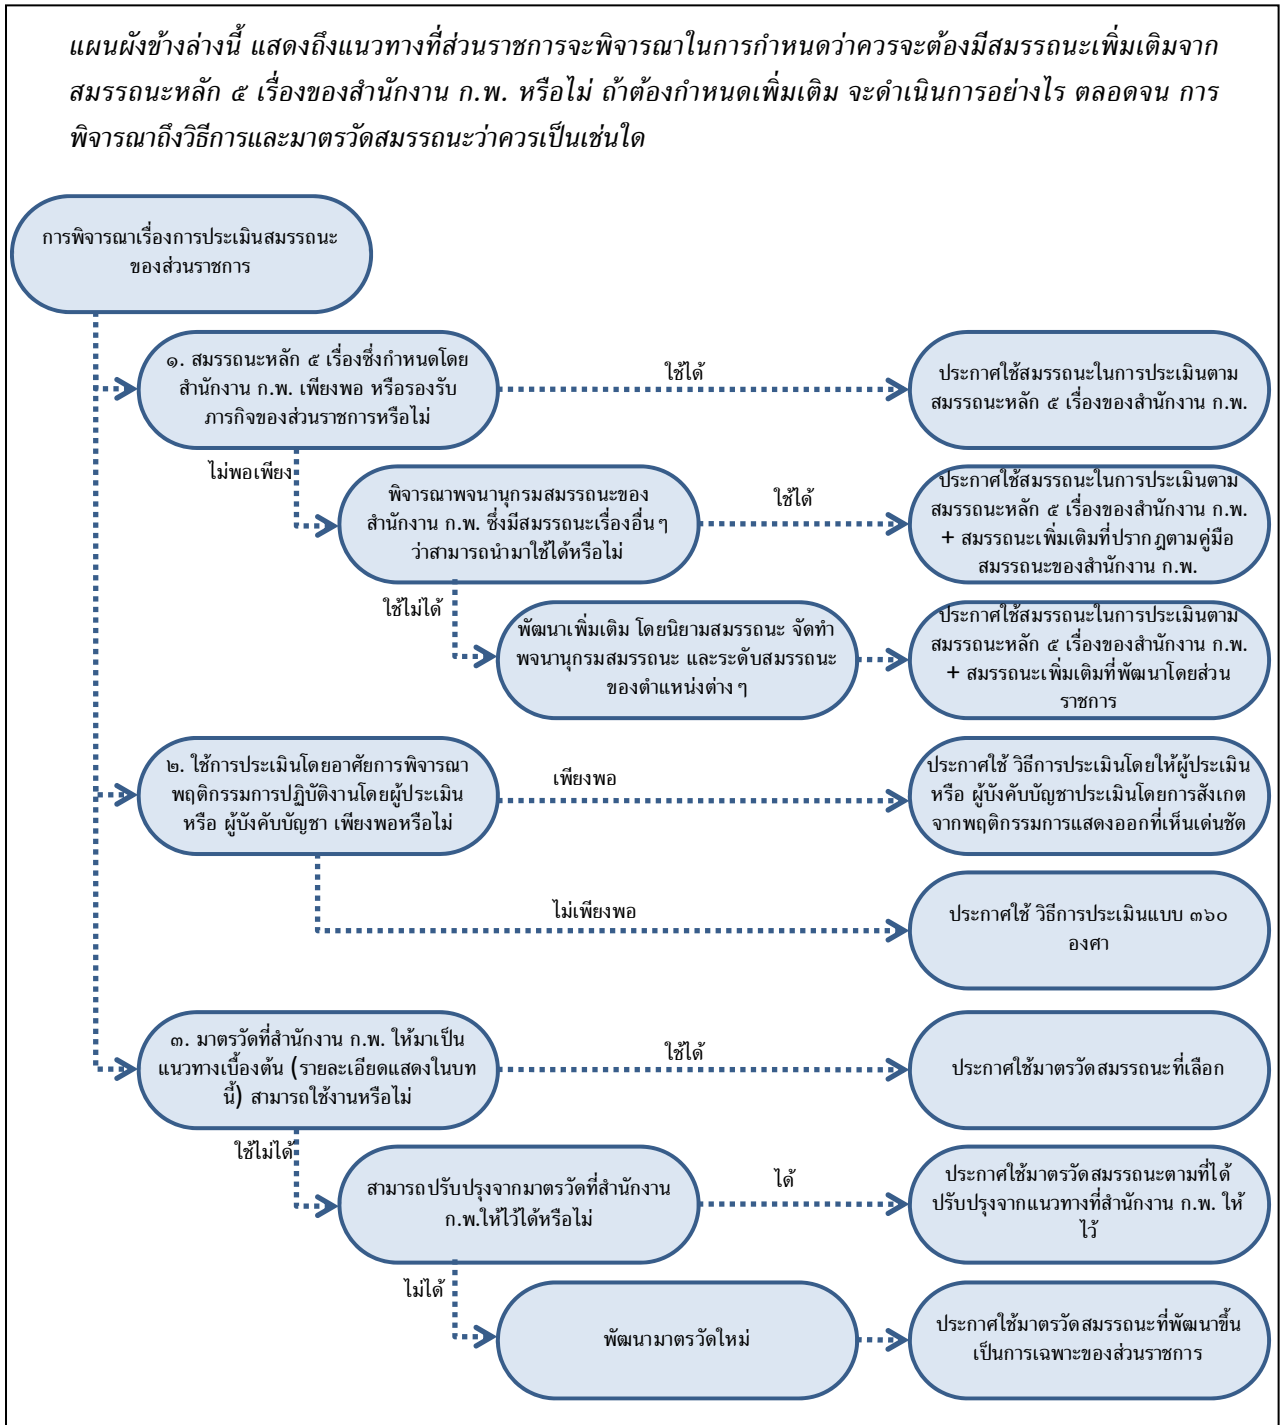 แผนผังข้างล่างนี้ แสดงถึงแนวทางที่ส่วนราชการจะพิจารณาในการกำหนดว่าควรจะต้องมีสมรรถนะเพิ่มเติมจาก
สมรรถนะหลัก ๕ เรื่องของสำนักงาน ก.พ. หรือไม่ ถ้าต้องกำหนดเพิ่มเติม จะดำเนินการอย่างไร ตลอดจน การ
พิจารณาถึงวิธีการและมาตรวัดสมรรถนะว่าควรเป็นเช่นใด
การพิจารณาเรื่องการประเมินสมรรถนะ
ของส่วนราชการ
๑. สมรรถนะหลัก ๕ เรื่องซึ่งกำหนดโดย
สำนักงาน ก.พ. เพียงพอ หรือรองรับ
ภารกิจของส่วนราชการหรือไม่
ใช้ได้
ประกาศใช้สมรรถนะในการประเมินตาม
สมรรถนะหลัก ๕ เรื่องของสำนักงาน ก.พ.
ไม่พอเพียง
พิจารณาพจนานุกรมสมรรถนะของ
สำนักงาน ก.พ. ซึ่งมีสมรรถนะเรื่องอื่นๆ
ว่าสามารถนำมาใช้ได้หรือไม่
ใช้ได้
ประกาศใช้สมรรถนะในการประเมินตาม
สมรรถนะหลัก ๕ เรื่องของสำนักงาน ก.พ.
+ สมรรถนะเพิ่มเติมที่ปรากฎตามคู่มือ
สมรรถนะของสำนักงาน ก.พ.
ใช้ไม่ได้
พัฒนาเพิ่มเติม โดยนิยามสมรรถนะ จัดทำ
พจนานุกรมสมรรถนะ และระดับสมรรถนะ
ของตำแหน่งต่างๆ
ประกาศใช้สมรรถนะในการประเมินตาม
สมรรถนะหลัก ๕ เรื่องของสำนักงาน ก.พ.
+ สมรรถนะเพิ่มเติมที่พัฒนาโดยส่วน
ราชการ
๒. ใช้การประเมินโดยอาศัยการพิจารณา
พฤติกรรมการปฏิบัติงานโดยผู้ประเมิน
หรือ ผู้บังคับบัญชา เพียงพอหรือไม่
เพียงพอ
ประกาศใช้ วิธีการประเมินโดยให้ผู้ประเมิน
หรือ ผู้บังคับบัญชาประเมินโดยการสังเกต
จากพฤติกรรมการแสดงออกที่เห็นเด่นชัด
ไม่เพียงพอ
ประกาศใช้ วิธีการประเมินแบบ ๓๖๐
องศา
๓. มาตรวัดที่สำนักงาน ก.พ. ให้มาเป็น
แนวทางเบื้องต้น (รายละเอียดแสดงในบท
นี้) สามารถใช้งานหรือไม่
ใช้ได้
ประกาศใช้มาตรวัดสมรรถนะที่เลือก
ใช้ไม่ได้
สามารถปรับปรุงจากมาตรวัดที่สำนักงาน
ก.พ.ให้ไว้ได้หรือไม่
ได้
ประกาศใช้มาตรวัดสมรรถนะตามที่ได้
ปรับปรุงจากแนวทางที่สำนักงาน ก.พ. ให้
ไว้
ไม่ได้
พัฒนามาตรวัดใหม่
ประกาศใช้มาตรวัดสมรรถนะที่พัฒนาขึ้น
เป็นการเฉพาะของส่วนราชการ